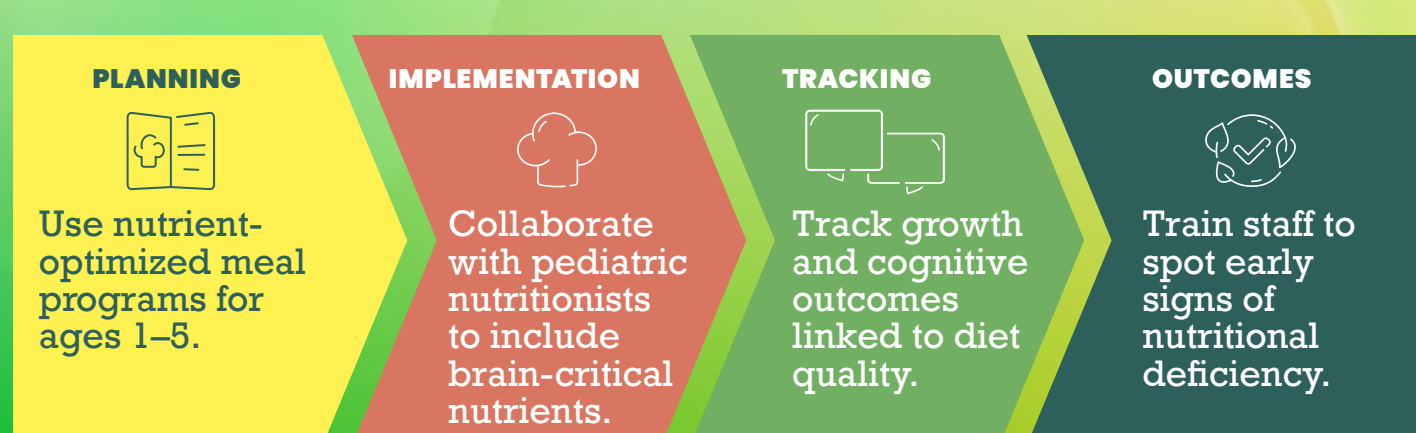 PLANNING
Use nutrient-
optimized meal
programs for
ages 1–5.
IMPLEMENTATION
Collaborate
with pediatric
nutritionists
to include
brain-critical
nutrients.
TRACKING
Track growth
and cognitive
outcomes
linked to diet
quality.
OUTCOMES
Train staff to
spot early
signs of
nutritional
deficiency.